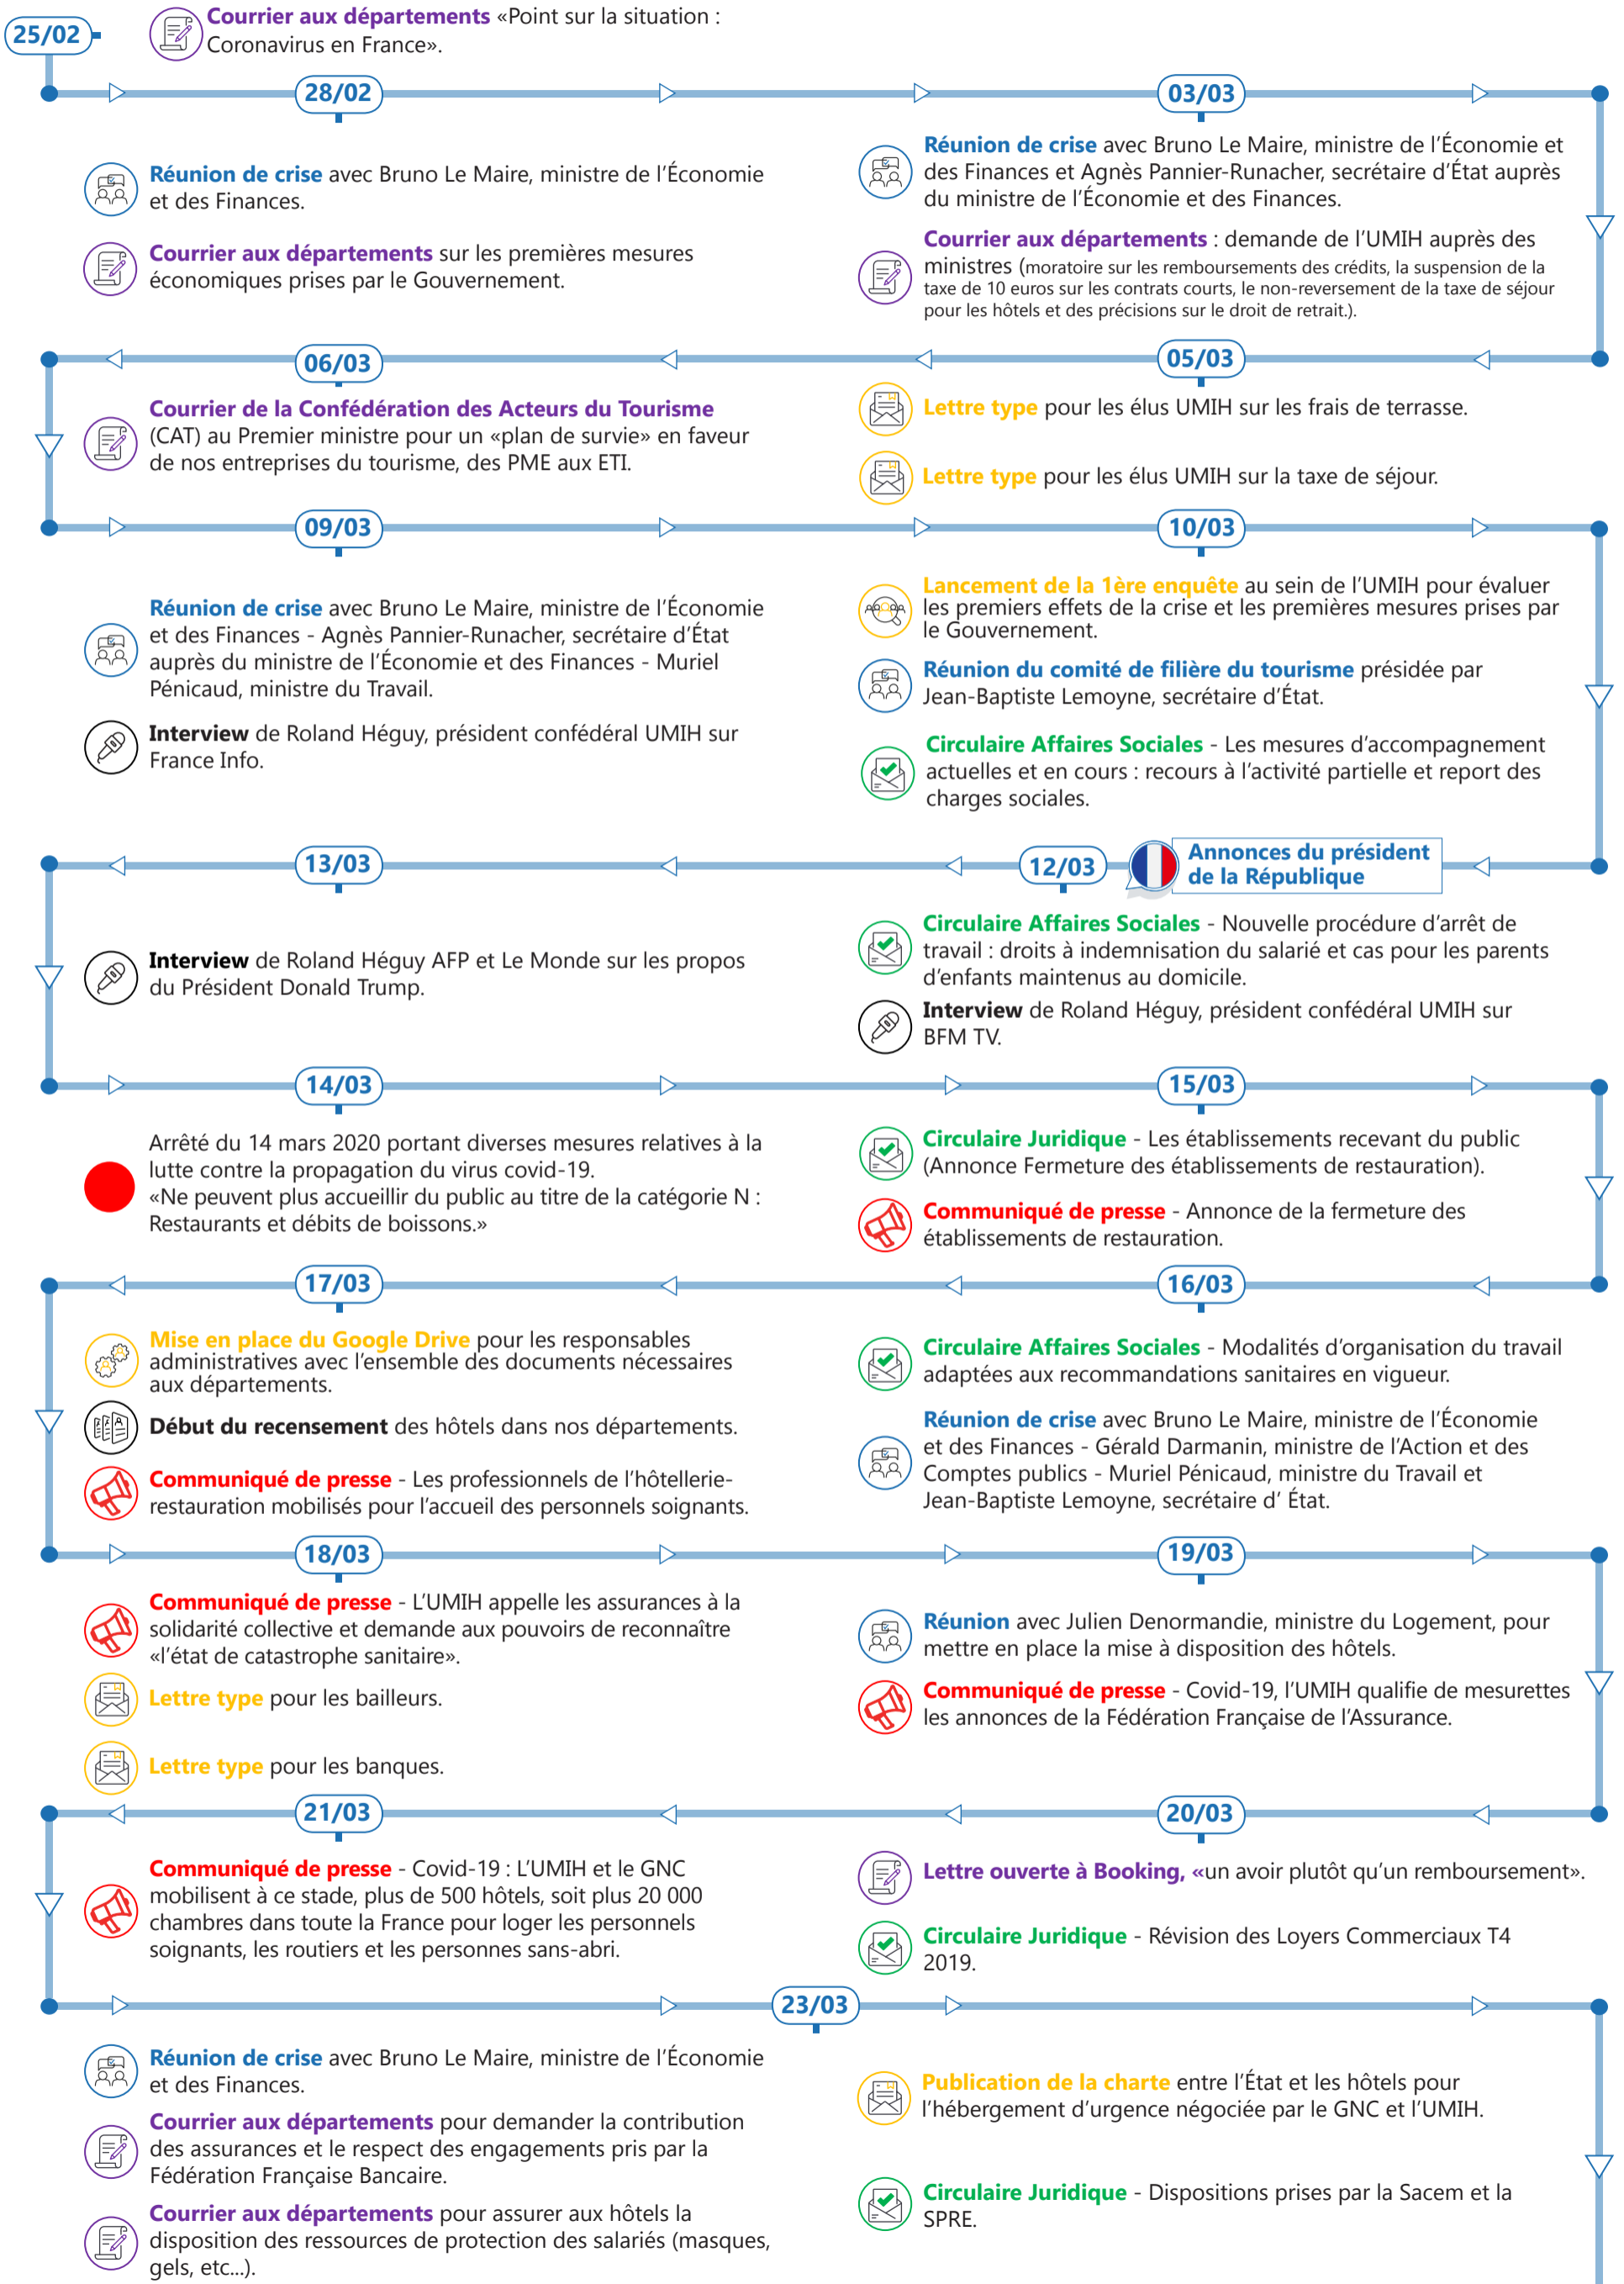 25/02
Courrier aux départements «Point sur la situation :
Coronavirus en France».
28/02
Réunion de crise avec Bruno Le Maire, ministre de l'Économie
et des Finances.
Courrier aux départements sur les premières mesures
économiques prises par le Gouvernement.
03/03
Réunion de crise avec Bruno Le Maire, ministre de l'Économie et
des Finances et Agnès Pannier-Runacher, secrétaire d'État auprès
du ministre de l'Économie et des Finances.
Courrier aux départements : demande de l'UMIH auprès des
ministres (moratoire sur les remboursements des crédits, la suspension de la
taxe de 10 euros sur les contrats courts, le non-reversement de la taxe de séjour
pour les hôtels et des précisions sur le droit de retrait.).
05/03
Lettre type pour les élus UMIH sur les frais de terrasse.
Lettre type pour les élus UMIH sur la taxe de séjour.
06/03
Courrier de la Confédération des Acteurs du Tourisme
(CAT) au Premier ministre pour un «plan de survie» en faveur
de nos entreprises du tourisme, des PME aux ETI.
09/03
Réunion de crise avec Bruno Le Maire, ministre de l'Économie
et des Finances - Agnès Pannier-Runacher, secrétaire d'État
auprès du ministre de l'Économie et des Finances - Muriel
Pénicaud, ministre du Travail.
Interview de Roland Héguy, président confédéral UMIH sur
France Info.
10/03
Lancement de la 1ère enquête au sein de l'UMIH pour évaluer
les premiers effets de la crise et les premières mesures prises par
le Gouvernement.
Réunion du comité de filière du tourisme présidée par
Jean-Baptiste Lemoyne, secrétaire d'État.
Circulaire Affaires Sociales - Les mesures d'accompagnement
actuelles et en cours : recours à l'activité partielle et report des
charges sociales.
12/03
Annonces du président
de la République
Circulaire Affaires Sociales - Nouvelle procédure d'arrêt de
travail : droits à indemnisation du salarié et cas pour les parents
d'enfants maintenus au domicile.
Interview de Roland Héguy, président confédéral UMIH sur
BFM TV.
13/03
Interview de Roland Héguy AFP et Le Monde sur les propos
du Président Donald Trump.
14/03
Arrêté du 14 mars 2020 portant diverses mesures relatives à la
lutte contre la propagation du virus covid-19.
«Ne peuvent plus accueillir du public au titre de la catégorie N :
Restaurants et débits de boissons.»
15/03
Circulaire Juridique - Les établissements recevant du public
(Annonce Fermeture des établissements de restauration).
Communiqué de presse - Annonce de la fermeture des
établissements de restauration.
16/03
Circulaire Affaires Sociales - Modalités d'organisation du travail
adaptées aux recommandations sanitaires en vigueur.
Réunion de crise avec Bruno Le Maire, ministre de l'Économie
et des Finances - Gérald Darmanin, ministre de l'Action et des
Comptes publics - Muriel Pénicaud, ministre du Travail et
Jean-Baptiste Lemoyne, secrétaire d' État.
17/03
Mise en place du Google Drive pour les responsables
administratives avec l'ensemble des documents nécessaires
aux départements.
Début du recensement des hôtels dans nos départements.
Communiqué de presse - Les professionnels de l'hôtellerie-
restauration mobilisés pour l'accueil des personnels soignants.
18/03
Communiqué de presse - L'UMIH appelle les assurances à la
solidarité collective et demande aux pouvoirs de reconnaître
«l'état de catastrophe sanitaire».
Lettre type pour les bailleurs.
Lettre type pour les banques.
19/03
Réunion avec Julien Denormandie, ministre du Logement, pour
mettre en place la mise à disposition des hôtels.
Communiqué de presse - Covid-19, l'UMIH qualifie de mesurettes
les annonces de la Fédération Française de l'Assurance.
20/03
Lettre ouverte à Booking, «un avoir plutôt qu'un remboursement».
Circulaire Juridique - Révision des Loyers Commerciaux T4
2019.
21/03
Communiqué de presse - Covid-19 : L'UMIH et le GNC
mobilisent à ce stade, plus de 500 hôtels, soit plus 20 000
chambres dans toute la France pour loger les personnels
soignants, les routiers et les personnes sans-abri.
23/03
Réunion de crise avec Bruno Le Maire, ministre de l'Économie
et des Finances.
Courrier aux départements pour demander la contribution
des assurances et le respect des engagements pris par la
Fédération Française Bancaire.
Courrier aux départements pour assurer aux hôtels la
disposition des ressources de protection des salariés (masques,
gels, etc...).
Publication de la charte entre l'État et les hôtels pour
l'hébergement d'urgence négociée par le GNC et l'UMIH.
Circulaire Juridique - Dispositions prises par la Sacem et la
SPRE.